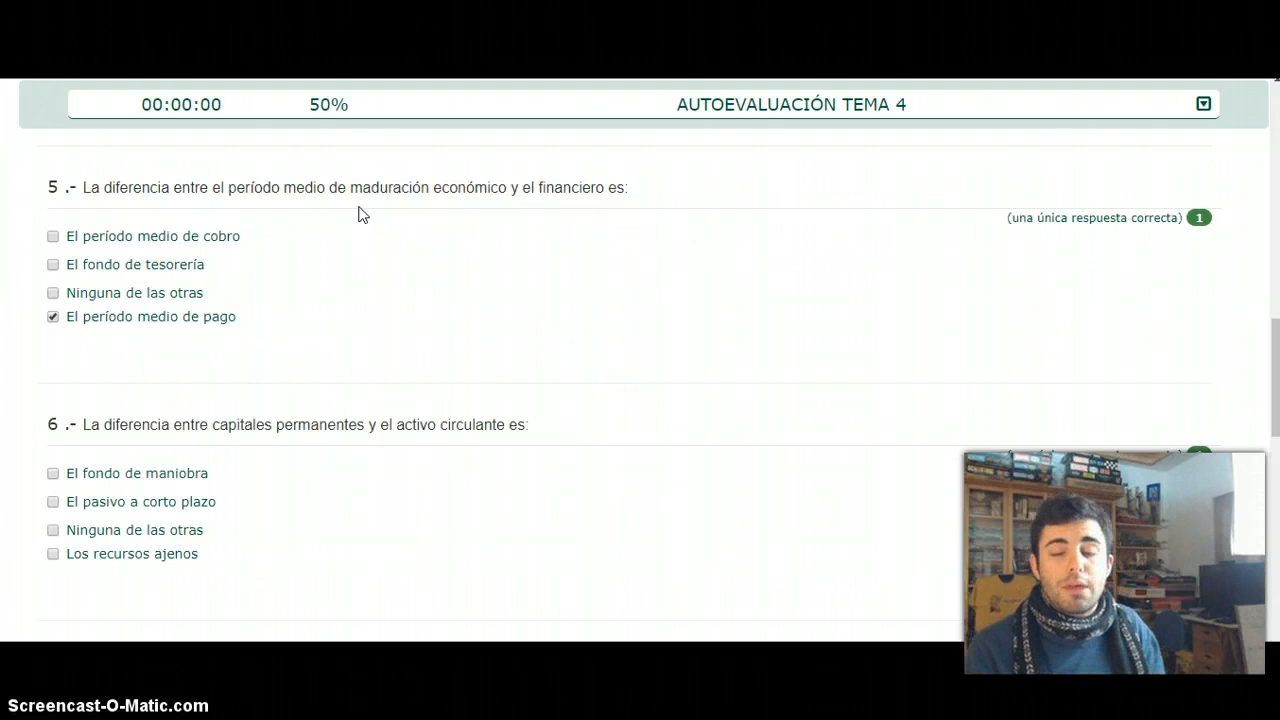 00:00:00 50% AUTOEVALUACIÓN TEMA 4
5 .- La diferencia entre el período medio de maduración económico y el financiero es:
(una única respuesta correcta) 1
El período medio de cobro
El fondo de tesorería
Ninguna de las otras
El período medio de pago
6 .- La diferencia entre capitales permanentes y el activo circulante es:
El fondo de maniobra
El pasivo a corto plazo
Ninguna de las otras
Los recursos ajenos
Screencast-O-Matic.com